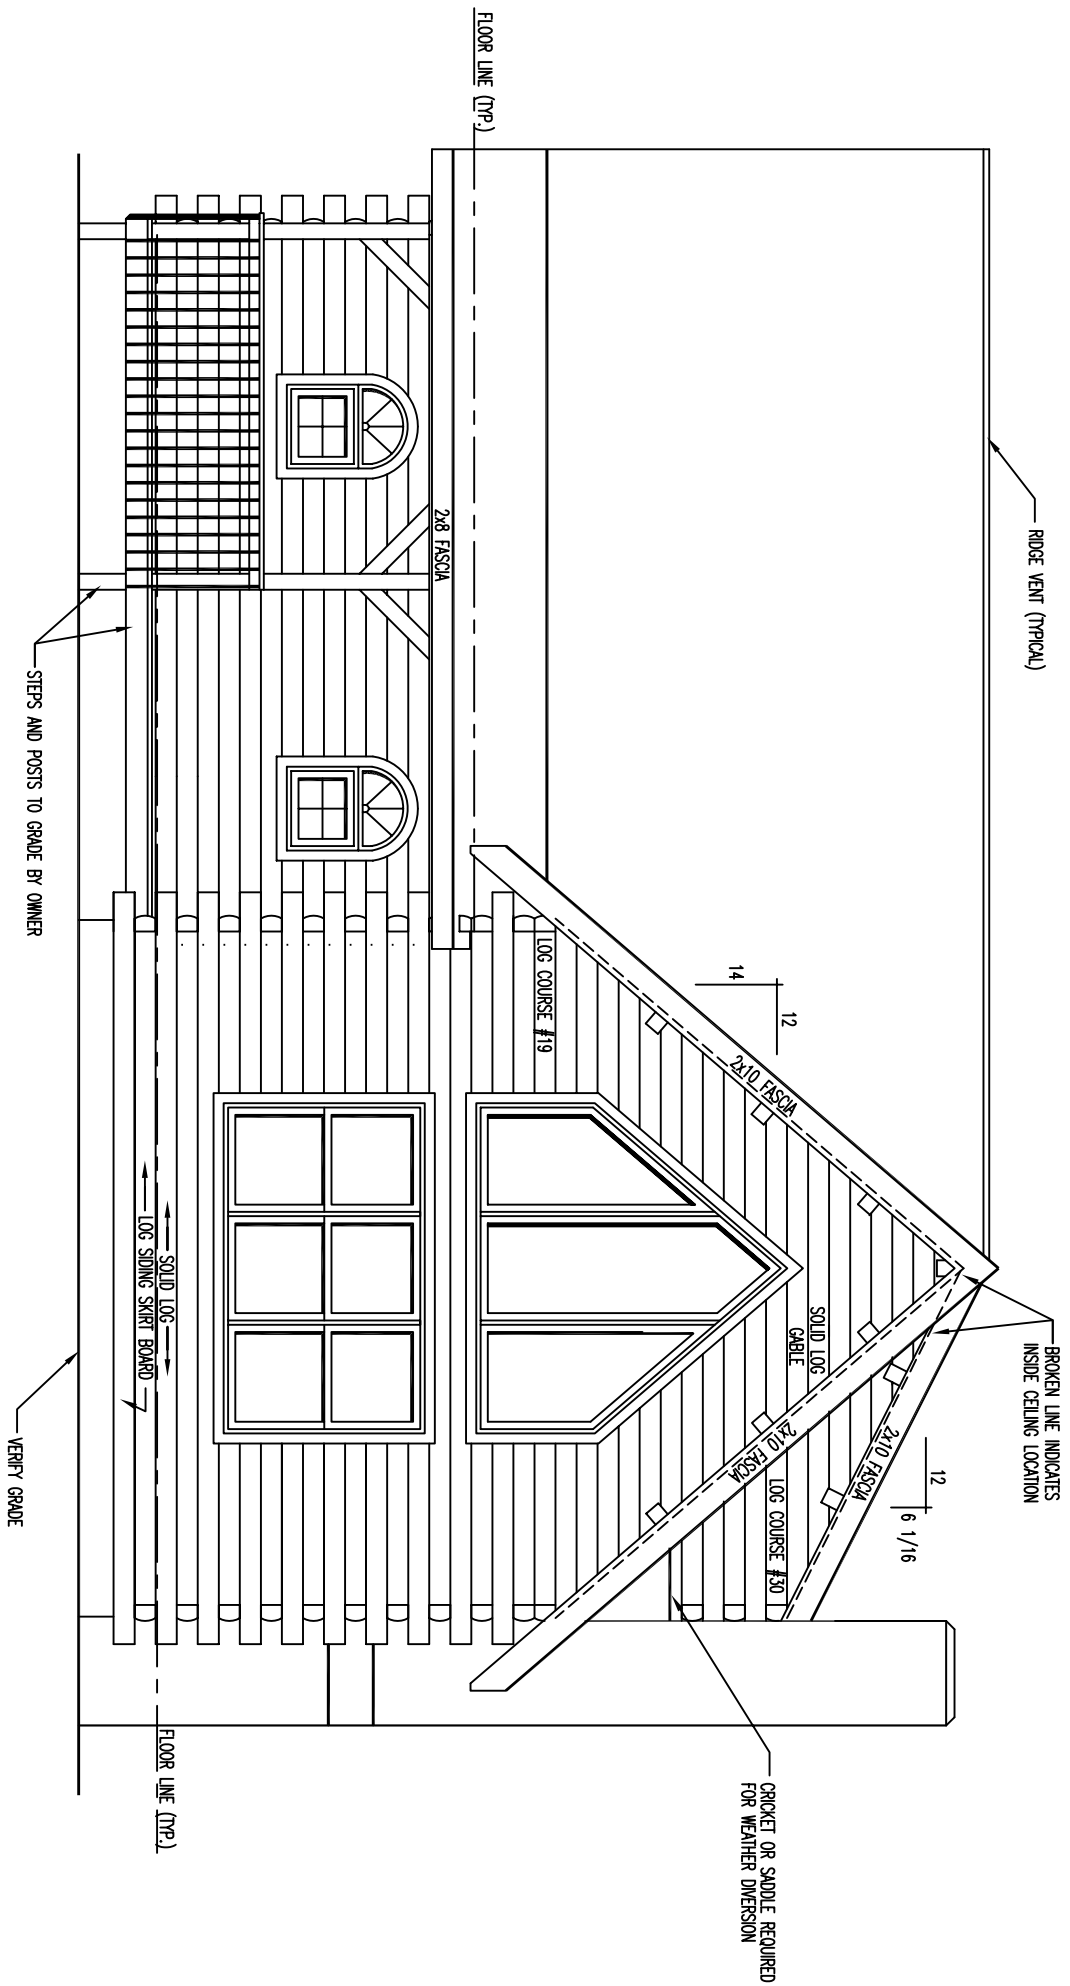 RIDGE VENT (TYPICAL)
BROKEN LINE INDICATES
INSIDE CEILING LOCATION
12
14
2x10 FASCIA
12
6 1/16
2x10 FASCIA
SOLID LOG
GABLE
2x10 FASCIA
LOG COURSE #30
CRICKET OR SADDLE REQUIRED
FOR WEATHER DIVERSION
LOG COURSE #19
FLOOR LINE (TYP.)
2x8 FASCIA
SOLID LOG
LOG SIDING SKIRT BOARD
FLOOR LINE (TYP.)
STEPS AND POSTS TO GRADE BY OWNER
VERIFY GRADE